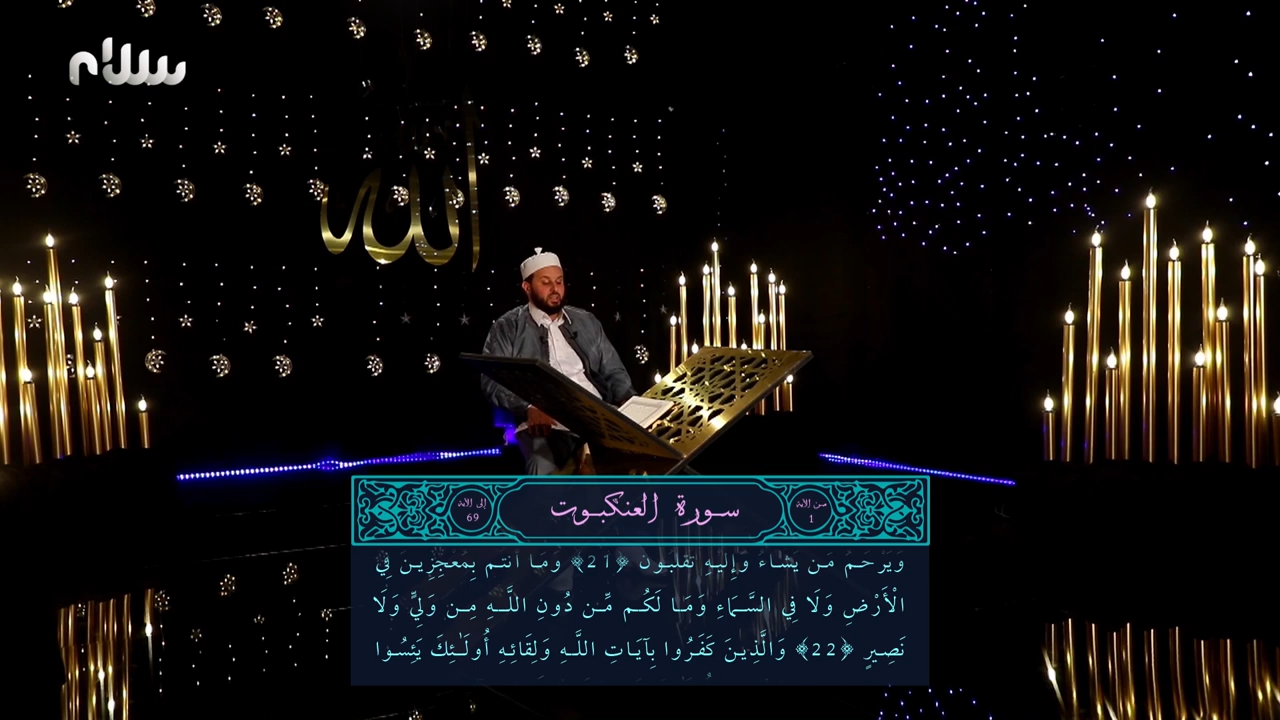 سلام
الله
سورة العنكبوت
من الآية
1
إلى الآية
69
وَيَرْحَمُ مَن يَشَاءُ وَإِلَيْهِ تُقْلَبُونَ ﴿21﴾ وَمَا أَنتُم بِمُعْجِزِينَ فِي
الْأَرْضِ وَلَا فِي السَّمَاءِ وَمَا لَكُم مِّن دُونِ اللَّهِ مِن وَلِيٍّ وَلَا
نَصِيرٍ ﴿22﴾ وَالَّذِينَ كَفَرُوا بِآيَاتِ اللَّهِ وَلِقَائِهِ أُولَٰئِكَ يَئِسُوا